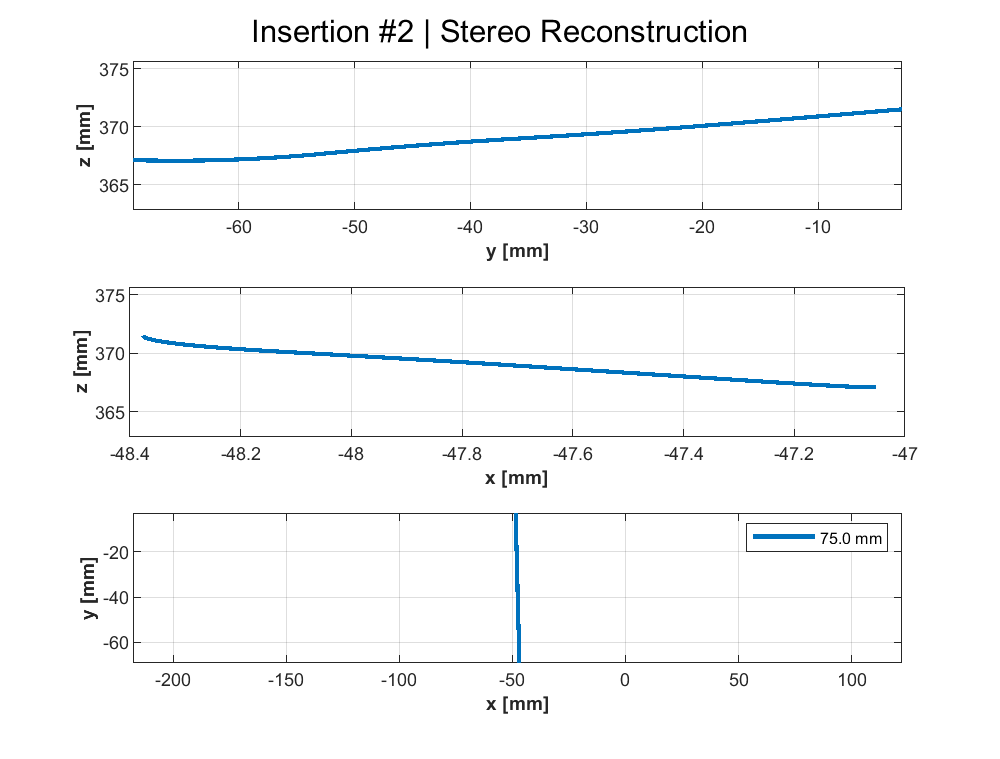 Insertion #2 | Stereo Reconstruction
375
370
365
z [mm]
-60 -50 -40 -30 -20 -10
y [mm]
375
370
365
z [mm]
-48.4 -48.2 -48 -47.8 -47.6 -47.4 -47.2 -47
x [mm]
75.0 mm
-20
-40
-60
y [mm]
-200 -150 -100 -50 0 50 100
x [mm]